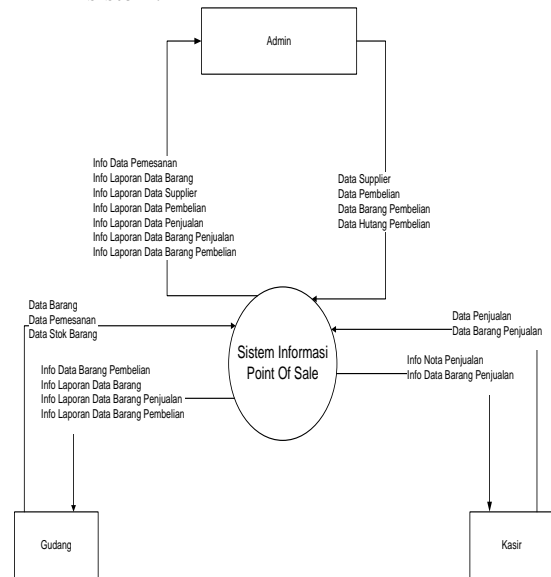 Admin
Info Data Pemesanan
Info Laporan Data Barang
Info Laporan Data Supplier
Info Laporan Data Pembelian
Info Laporan Data Penjualan
Info Laporan Data Barang Penjualan
Info Laporan Data Barang Pembelian
Data Supplier
Data Pembelian
Data Barang Pembelian
Data Hutang Pembelian
Data Barang
Data Pemesanan
Data Stok Barang
Info Data Barang Pembelian
Info Laporan Data Barang
Info Laporan Data Barang Penjualan
Info Laporan Data Barang Pembelian
Sistem Informasi
Point Of Sale
Data Penjualan
Data Barang Penjualan
Info Nota Penjualan
Info Data Barang Penjualan
Gudang
Kasir